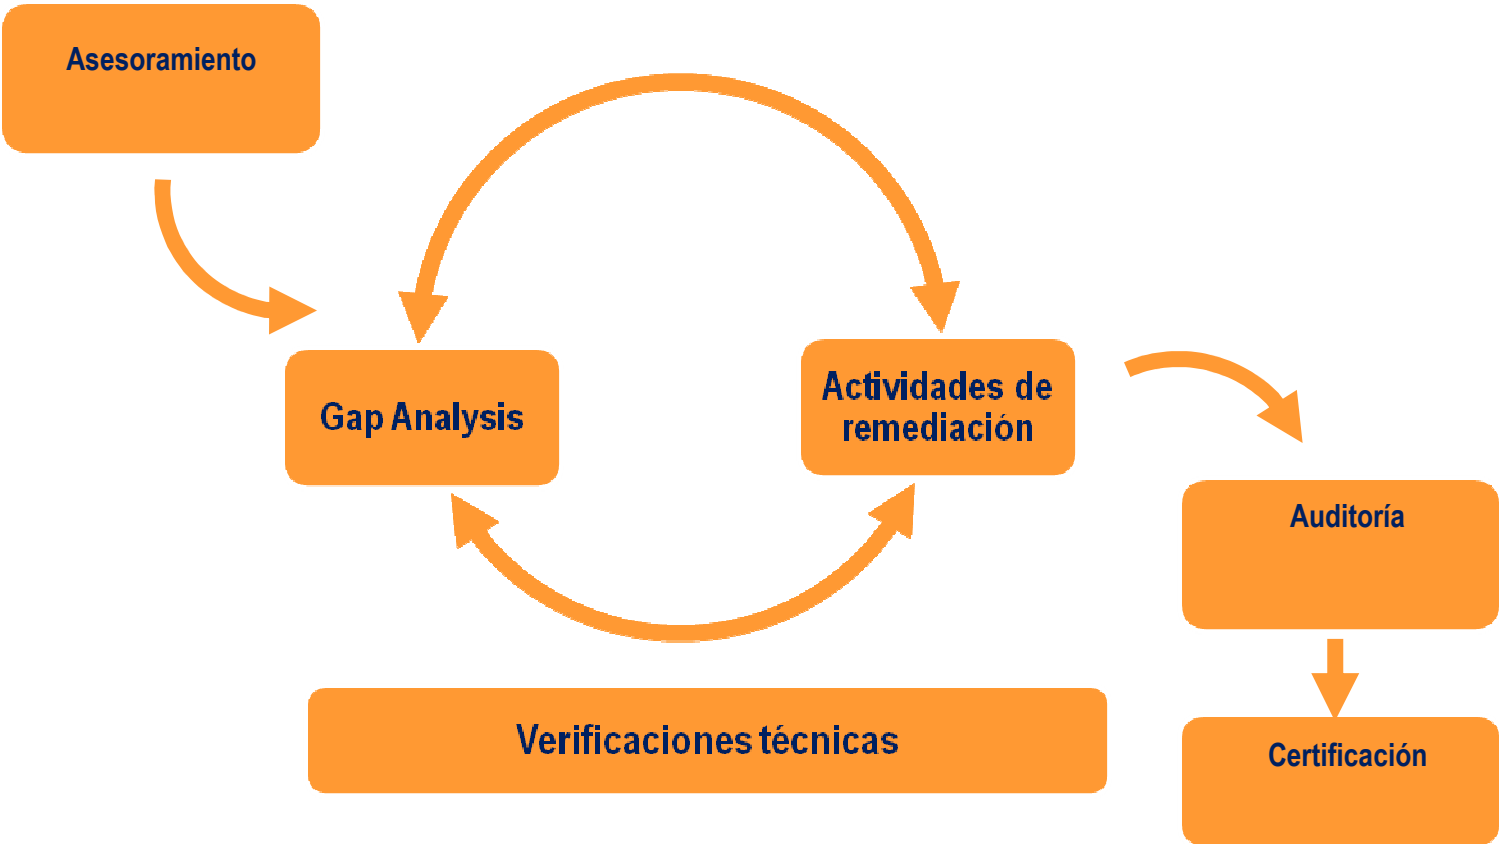 Asesoramiento
Gap Analysis
Actividades de
remediación
Auditoría
Verificaciones técnicas
Certificación